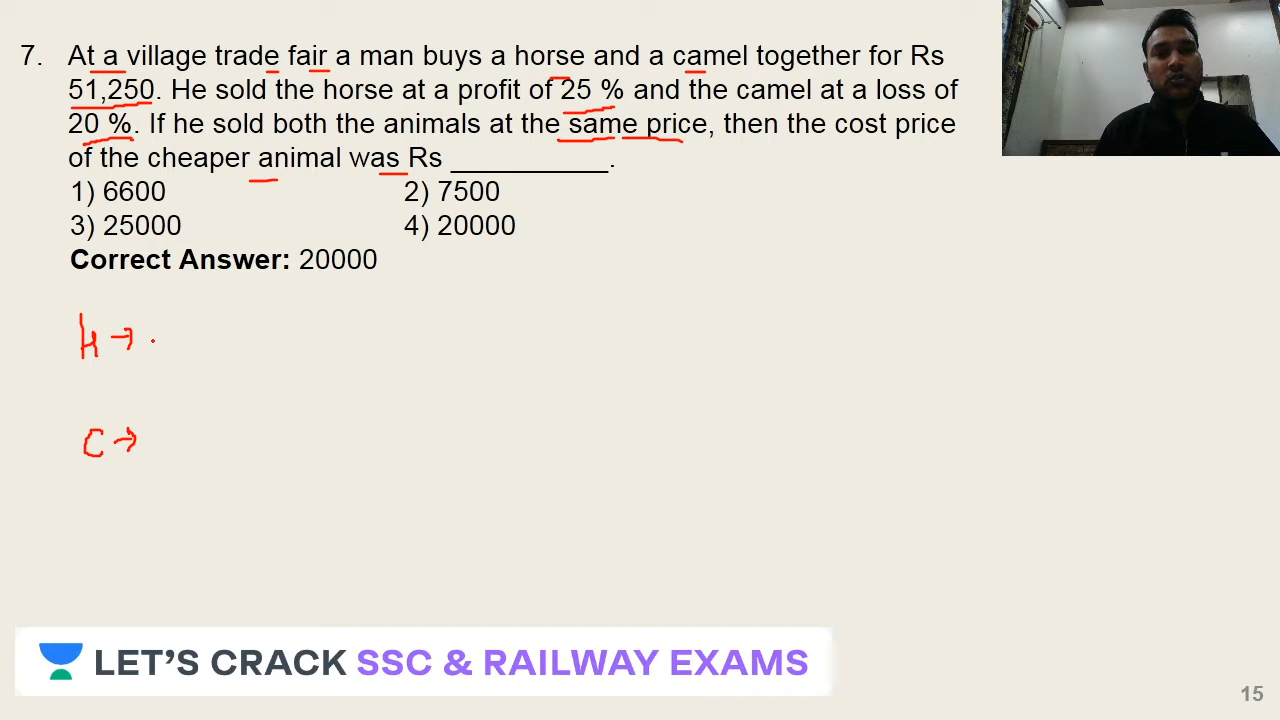 7. At a village trade fair a man buys a horse and a camel together for Rs
51,250. He sold the horse at a profit of 25 % and the camel at a loss of
20 %. If he sold both the animals at the same price, then the cost price
of the cheaper animal was Rs __________.
1) 6600 2) 7500
3) 25000 4) 20000
Correct Answer: 20000
H →
C →
LET'S CRACK SSC & RAILWAY EXAMS
15